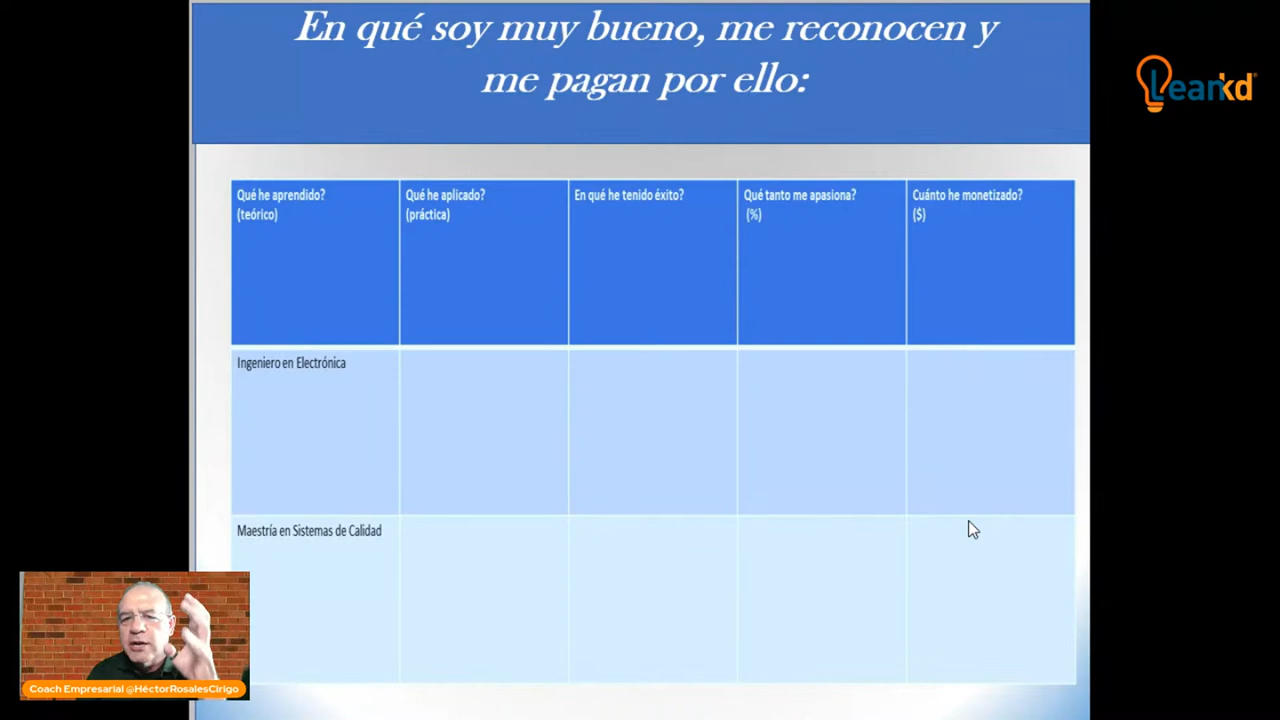 En qué soy muy bueno, me reconocen y
me pagan por ello:
Leankd
Qué he aprendido?
(teórico)
Qué he aplicado?
(práctica)
En qué he tenido éxito?
Qué tanto me apasiona?
(%)
Cuánto he monetizado?
($)
Ingeniero en Electrónica
Maestría en Sistemas de Calidad
Coach Empresarial @HéctorRosalesCirigo